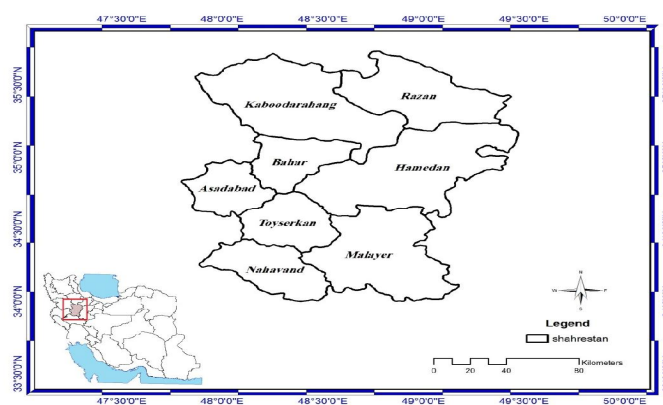 47°30'0"E 48°0'0"E 48°30'0"E 49°0'0"E 49°30'0"E 50°0'0"E
35°30'0"N
35°0'0"N
34°30'0"N
34°0'0"N
33°30'0"N
Razan
Kaboodarahang
Bahar
Hamedan
Asadabad
Toyserkan
Malayer
Nahavand
N
W
S
Legend
shahrestan
Kilometers
0 10 20 40 80
47°30'0"E 48°0'0"E 48°30'0"E 49°0'0"E 49°30'0"E 50°0'0"E